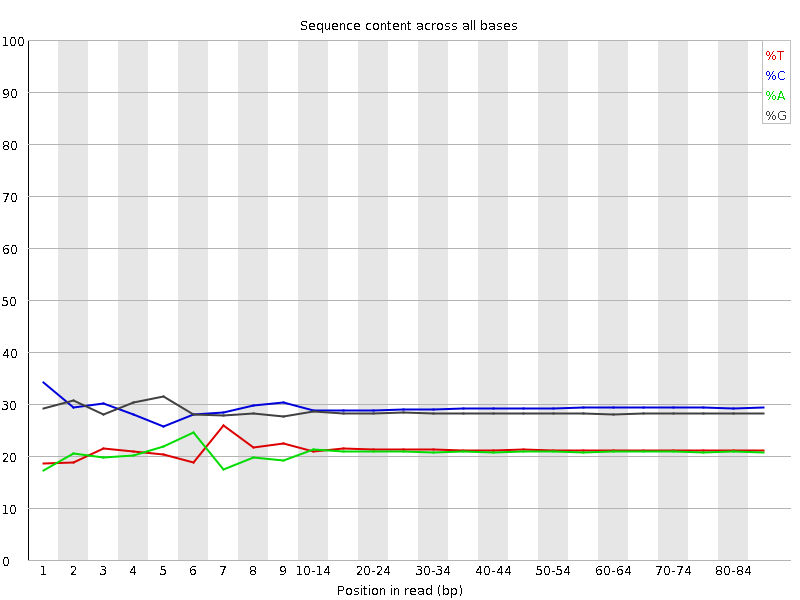 Sequence content across all bases
100
90
80
70
60
50
40
30
20
10
0
%T
%C
%A
%G
1 2 3 4 5 6 7 8 9 10-14 20-24 30-34 40-44 50-54 60-64 70-74 80-84
Position in read (bp)